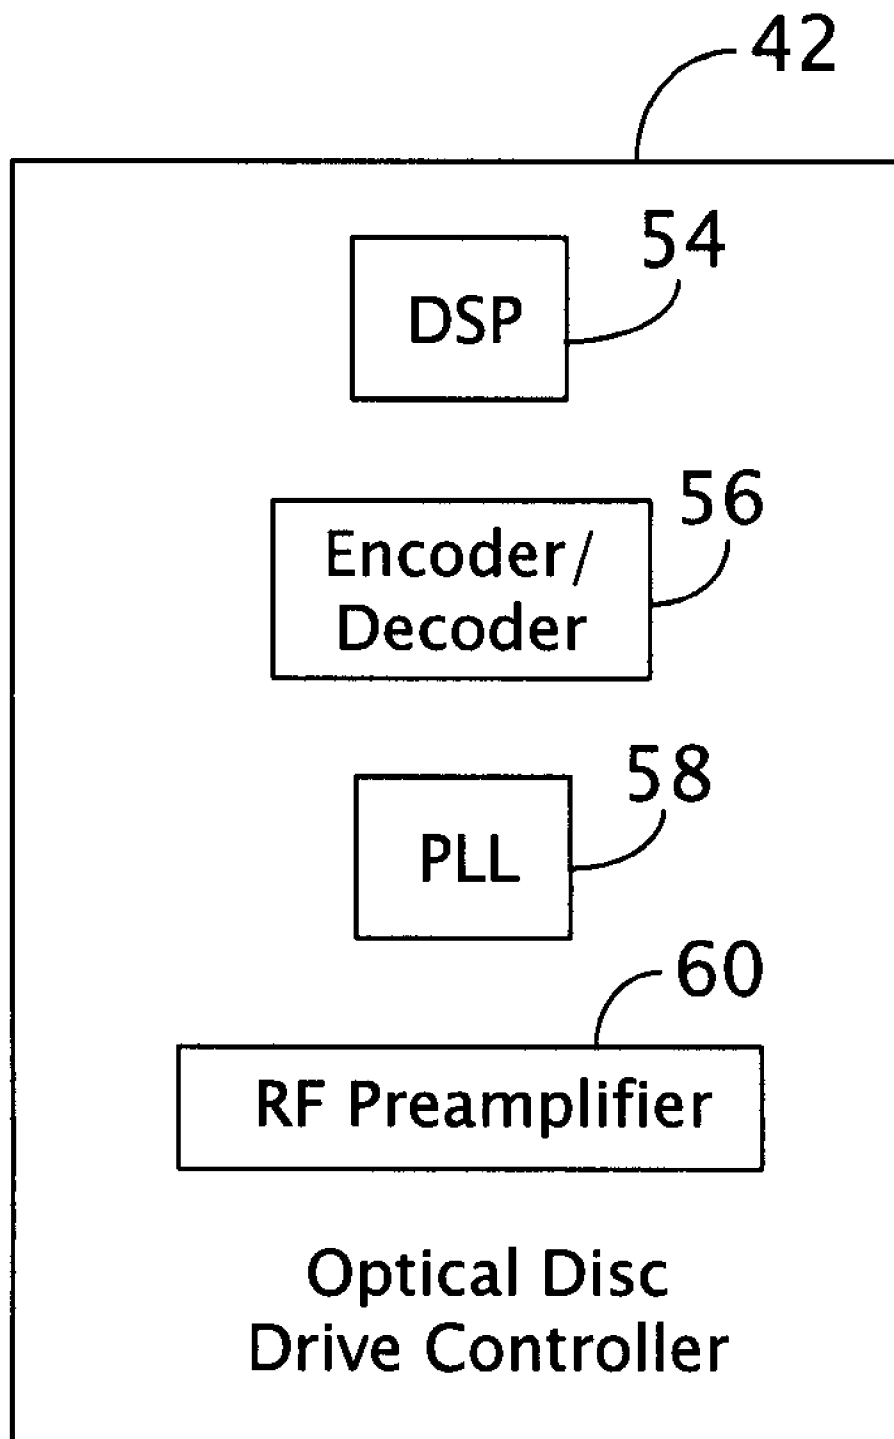 42
54
DSP
56
Encoder/
Decoder
58
PLL
60
RF Preamplifier
Optical Disc
Drive Controller